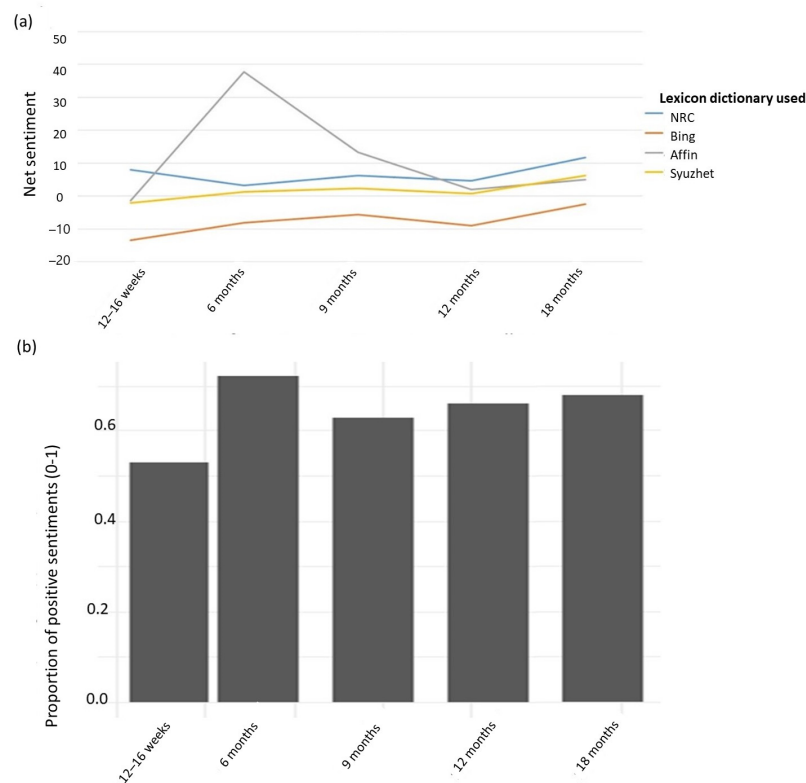 (a)
Net sentiment
50
40
30
20
10
0
−10
−20
12–16 weeks
6 months
9 months
12 months
18 months
Lexicon dictionary used
NRC
Bing
Affin
Syuzhet
(b)
Proportion of positive sentiments (0-1)
0.6
0.4
0.2
0.0
12–16 weeks
6 months
9 months
12 months
18 months